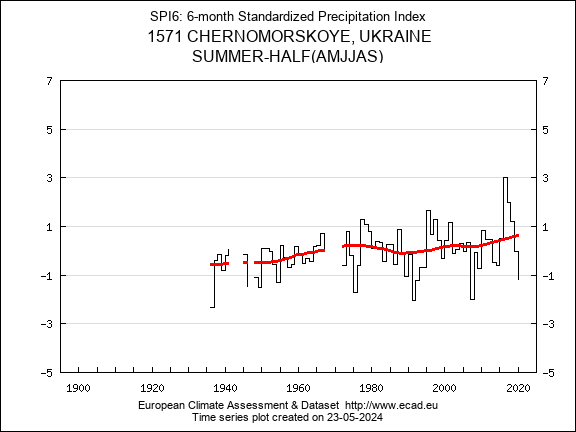 SPI6: 6-month Standardized Precipitation Index
1571 CHERNOMORSKOYE, UKRAINE
SUMMER-HALF(AMJJAS)
7 7
5 5
3 3
1 1
-1 -1
-3 -3
-5 -5
1900 1920 1940 1960 1980 2000 2020
European Climate Assessment & Dataset http://www.ecad.eu
Time series plot created on 23-05-2024